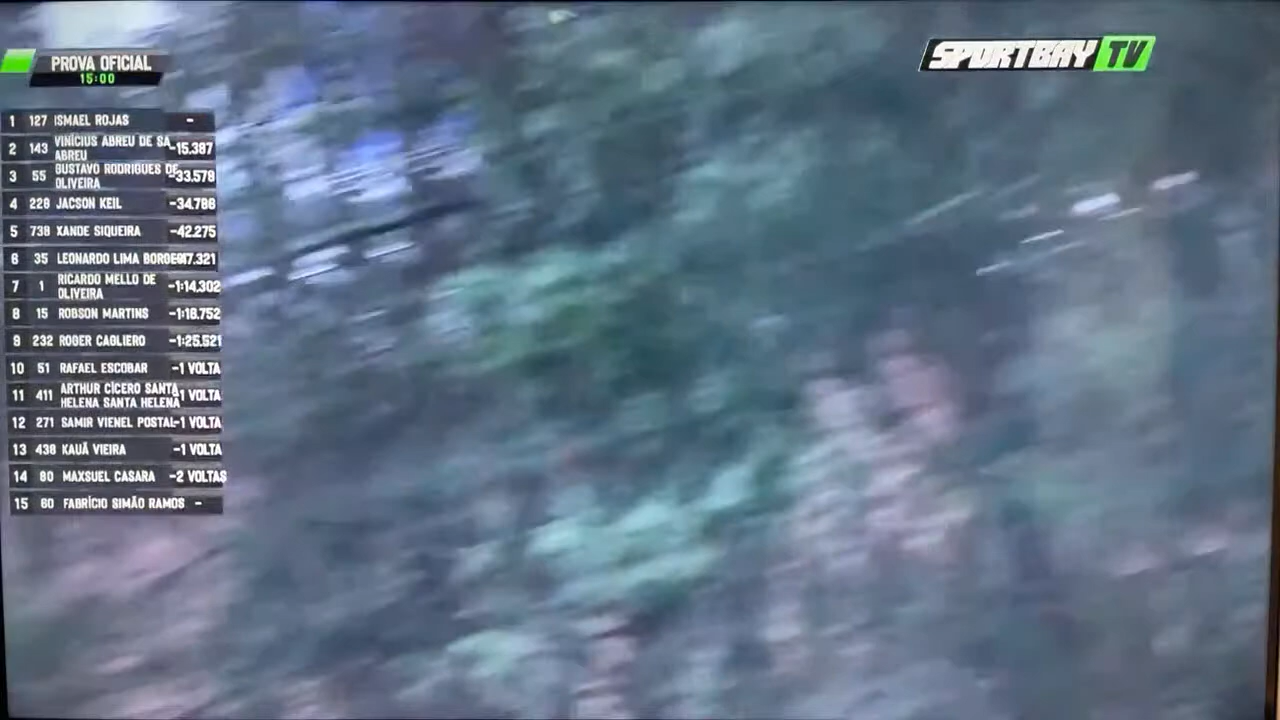 PROVA OFICIAL
15:00
SPORTBAY TV
1 127 ISMAEL ROJAS -
2 143 VINÍCIUS ABREU DE SA ABREU -15.387
3 55 GUSTAVO RODRIGUES DE OLIVEIRA -33.579
4 228 JACSON KEIL -34.788
5 738 XANDE SIQUEIRA -42.275
6 35 LEONARDO LIMA
7 1 RICARDO MELLO DE OLIVEIRA -1:14.302
8 15 ROBSON MARTINS -1:18.752
9 232 ROGER CAGLIERO -1:25.521
10 51 RAFAEL ESCOBAR -1 VOLTA
11 411 ARTHUR CÍCERO SANTA HELENA SANTA HELENA -1 VOLTA
12 271 SAMIR VIENEL POSTAL -1 VOLTA
13 438 KAUÃ VIEIRA -1 VOLTA
14 80 MAXSUEL CASARA -2 VOLTAS
15 60 FABRÍCIO SIMÃO RAMOS -